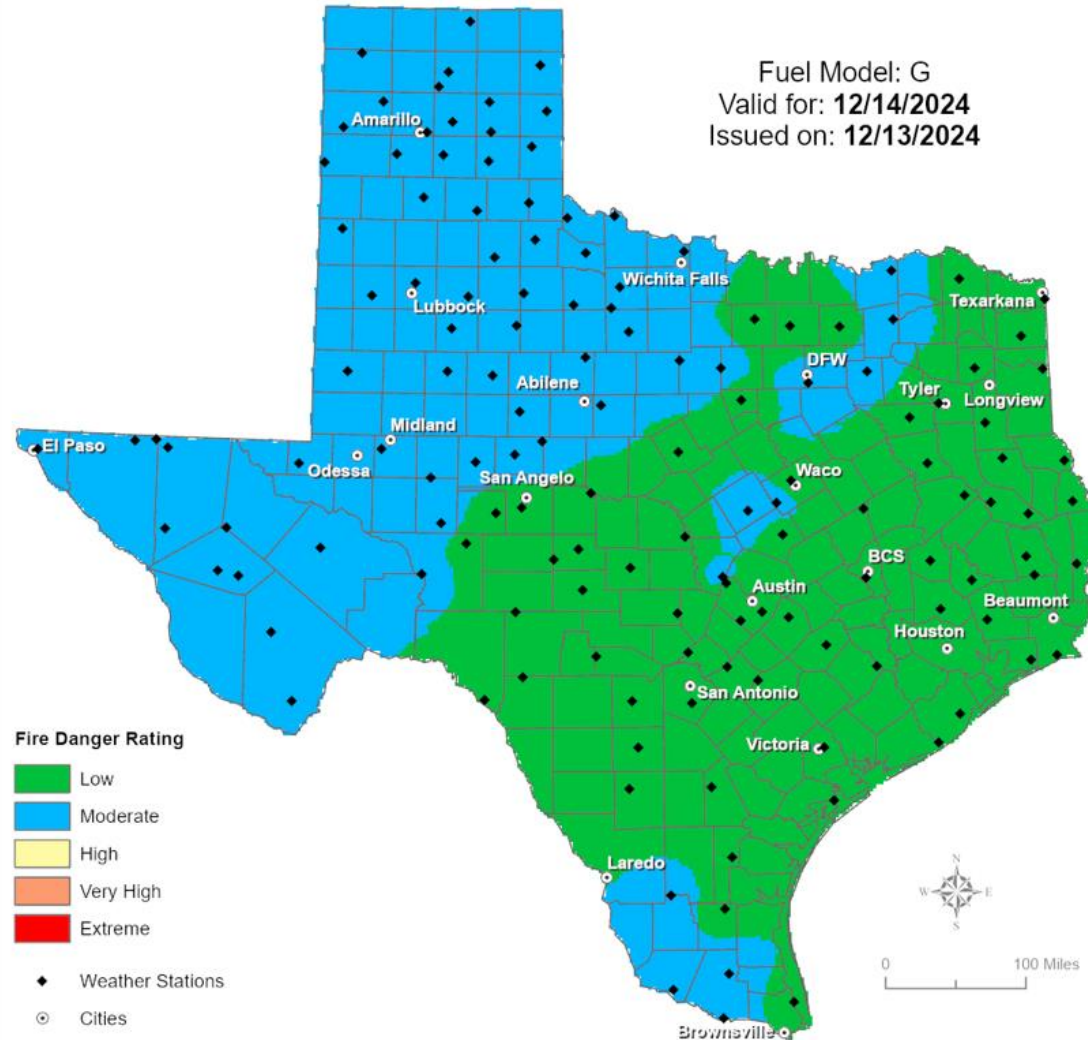 Fuel Model: G
Valid for: 12/14/2024
Issued on: 12/13/2024
Amarillo
Wichita Falls
Lubbock
Texarkana
DFW
Abilene
Tyler
Longview
Midland
El Paso
Odessa
San Angelo
Waco
BCS
Austin
Beaumont
Houston
San Antonio
Victoria
Laredo
Brownsville
Fire Danger Rating
Low
Moderate
High
Very High
Extreme
Weather Stations
Cities
N
W E
S
0 100 Miles